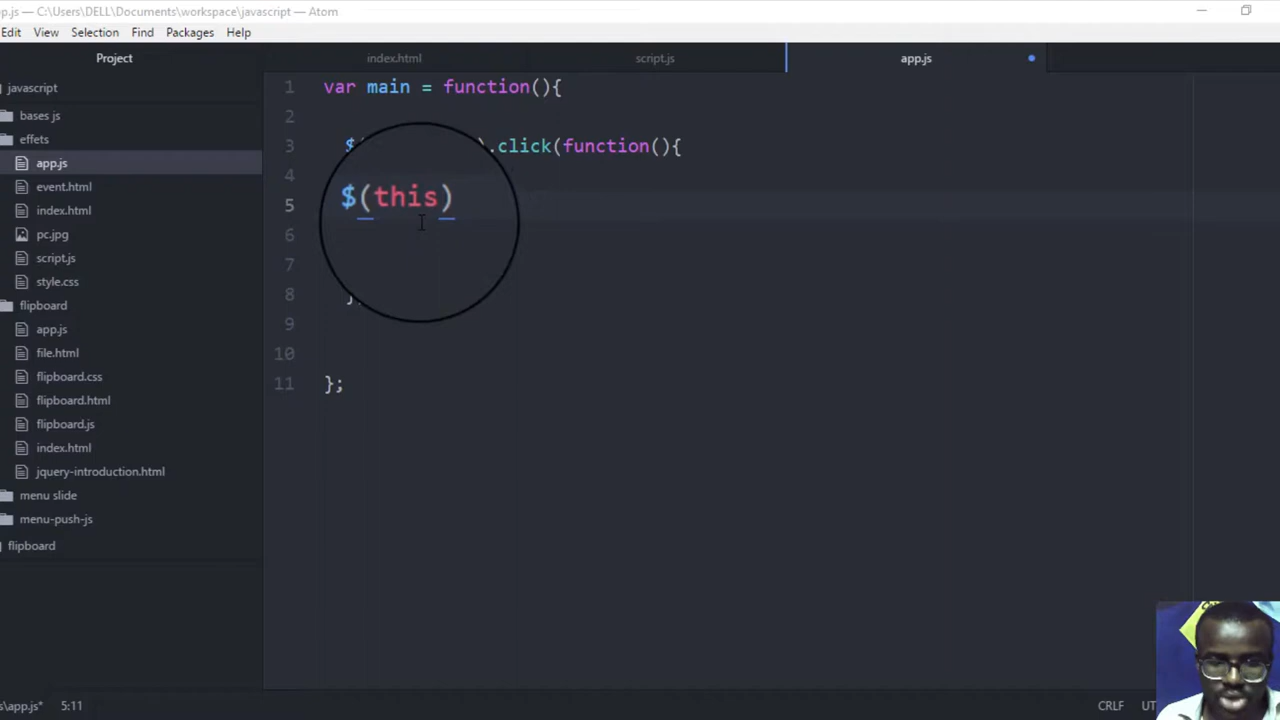 pp.js — C:\Users\DELL\Documents\workspace\javascript — Atom
Edit View Selection Find Packages Help
Project
index.html
script.js
app.js
javascript
bases js
effets
app.js
event.html
index.html
pc.jpg
script.js
style.css
flipboard
app.js
file.html
flipboard.css
flipboard.html
flipboard.js
index.html
jquery-introduction.html
menu slide
menu-push-js
flipboard
1 var main = function(){
2
3 $( ).click(function(){
4
5 $(this)
6
7
8 }
9
10
11 };
s\app.js* 5:11
CRLF
UT